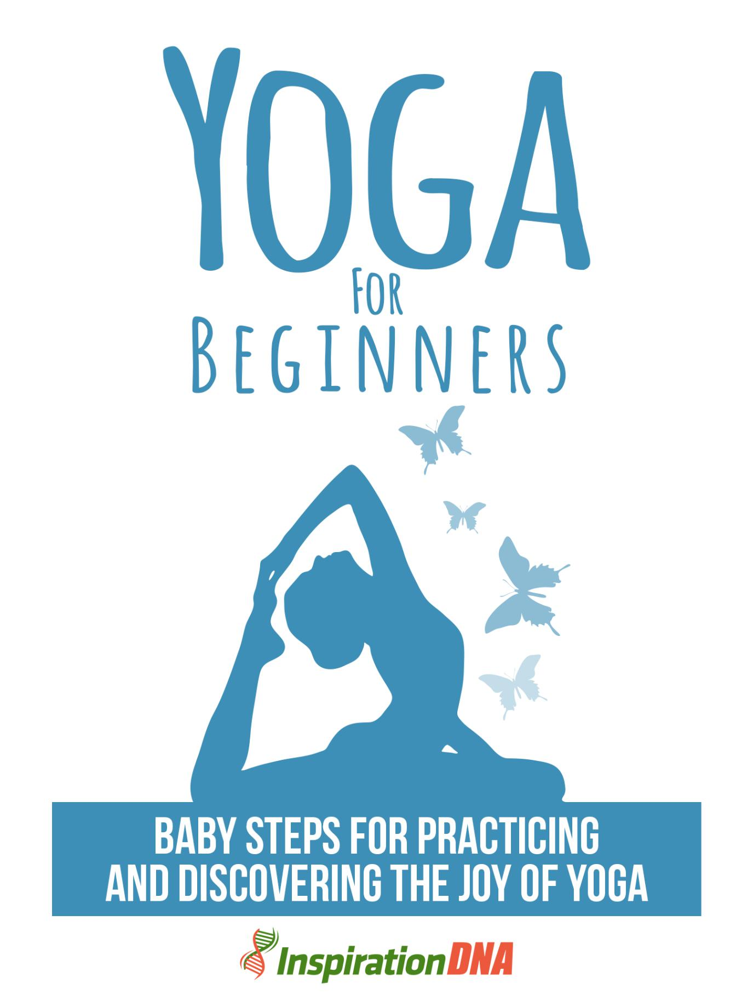 YOGA
FOR
BEGINNERS
BABY STEPS FOR PRACTICING
AND DISCOVERING THE JOY OF YOGA
InspirationDNA